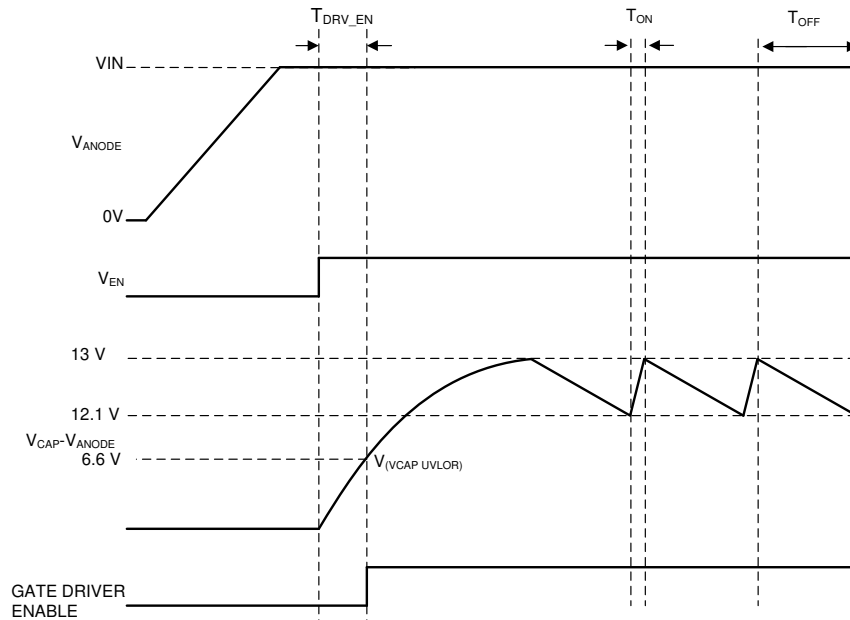 TDRV_EN
TON
TOFF
VIN
VANODE
0V
VEN
13 V
12.1 V
VCAP-VANODE
6.6 V
V(VCAP UVLOR)
GATE DRIVER
ENABLE